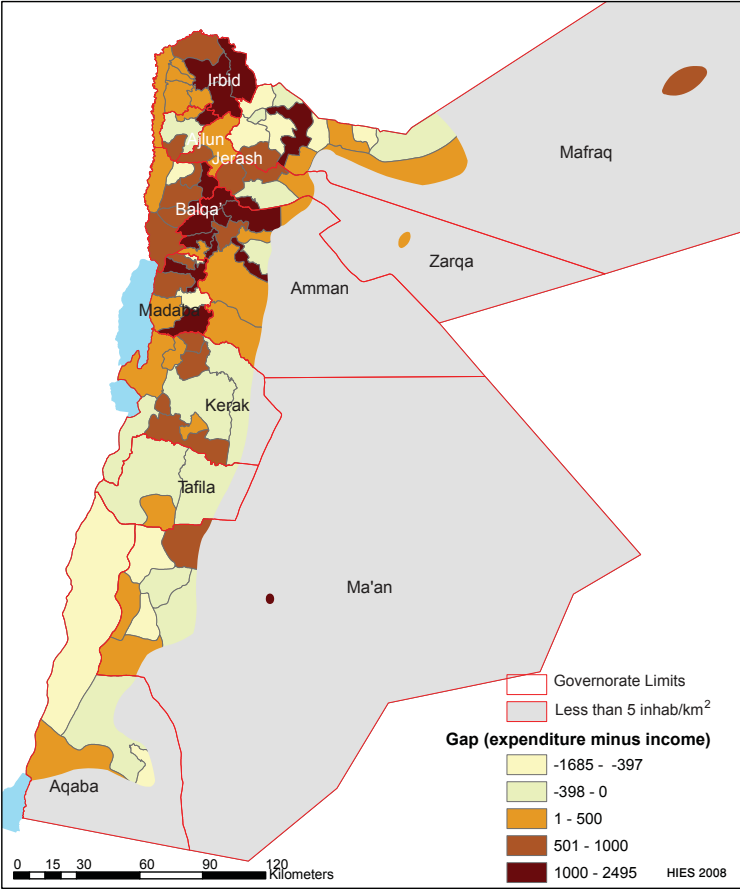 Irbid
Ajlun
Jerash
Mafraq
Balqa'
Zarqa
Amman
Madaba
Kerak
Tafila
Ma'an
Aqaba
Governorate Limits
Less than 5 inhab/km2
Gap (expenditure minus income)
-1685 - -397
-398 - 0
1 - 500
501 - 1000
1000 - 2495
HIES 2008
0 15 30 60 90 120
Kilometers